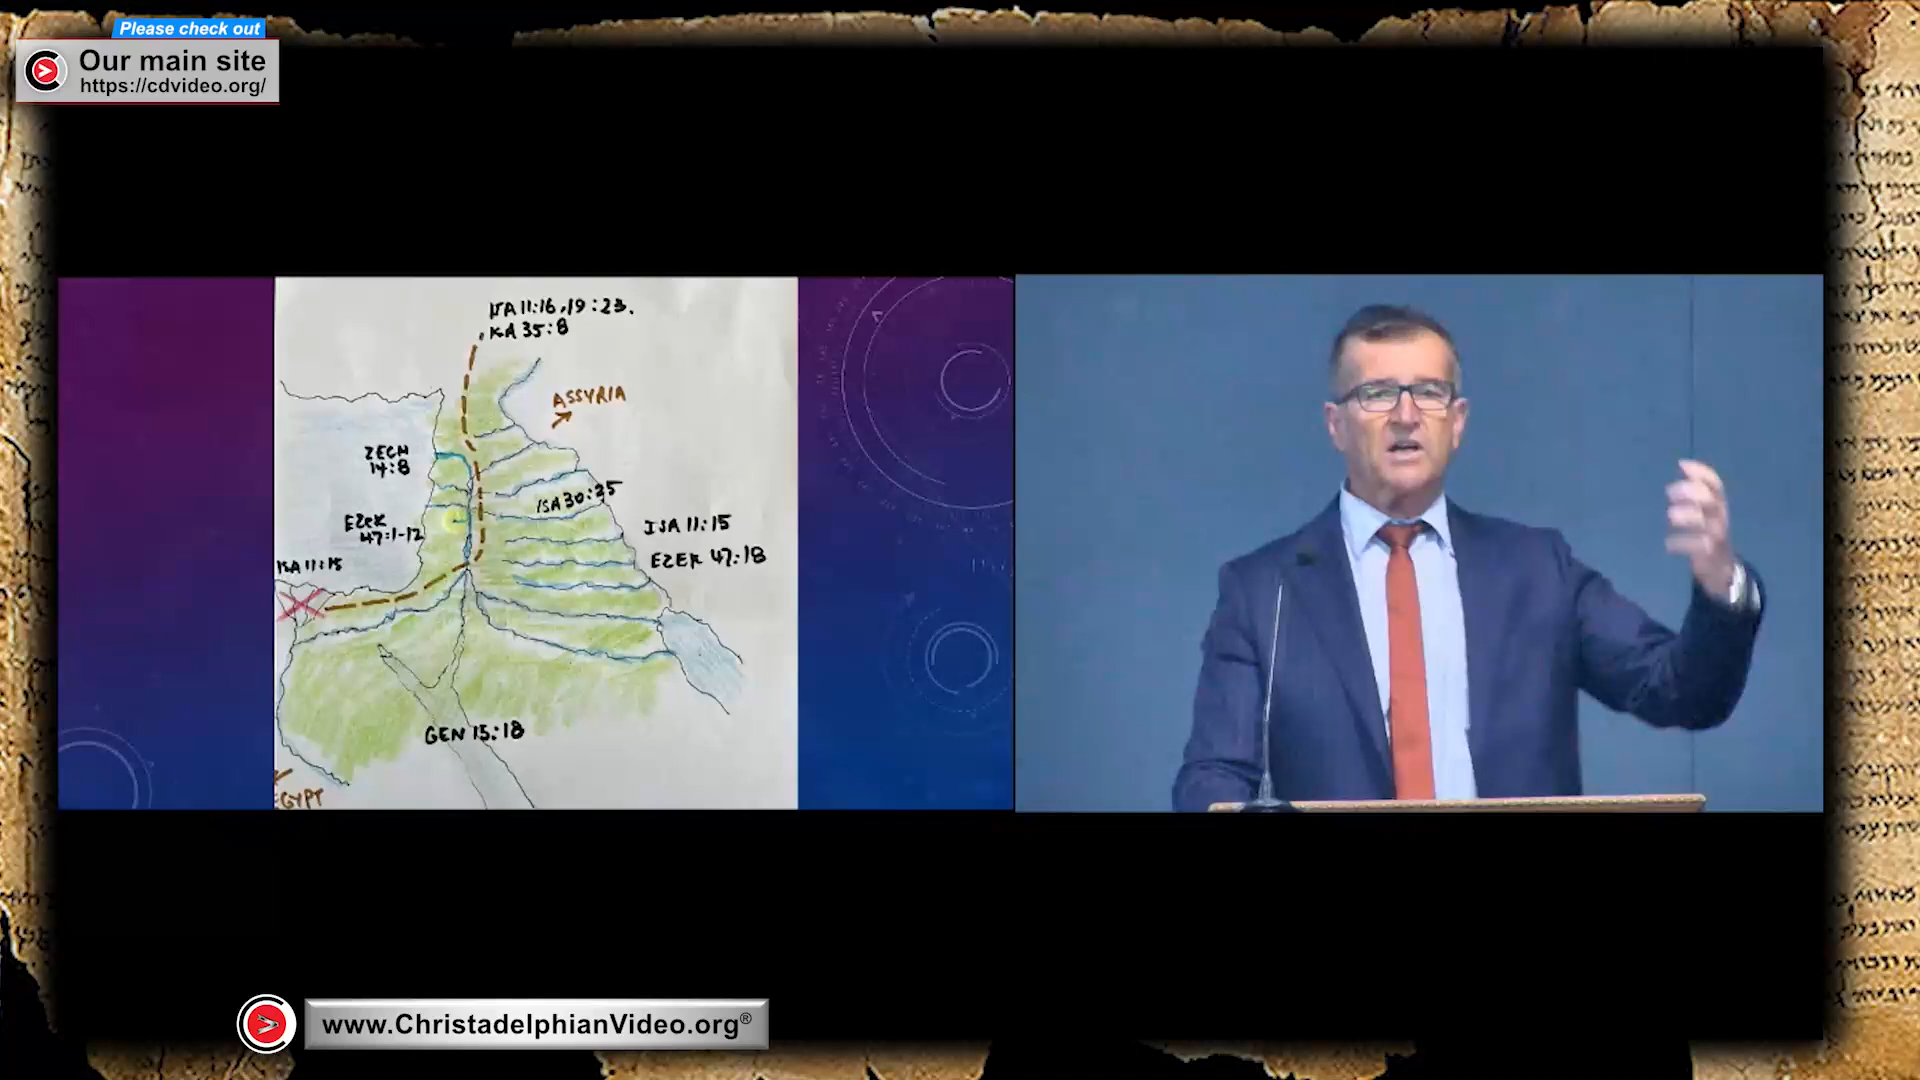 Please check out
Our main site
https://cdvideo.org/
ISA 11:16,19:23.
ISA 35:8
ASSYRIA
ZECH
14:8
ISA 30:25
EZEK
47:1-12
ISA 11:15
EZEK 47:18
ISA 11:15
GEN 15:18
EGYPT
www.ChristadelphianVideo.org®